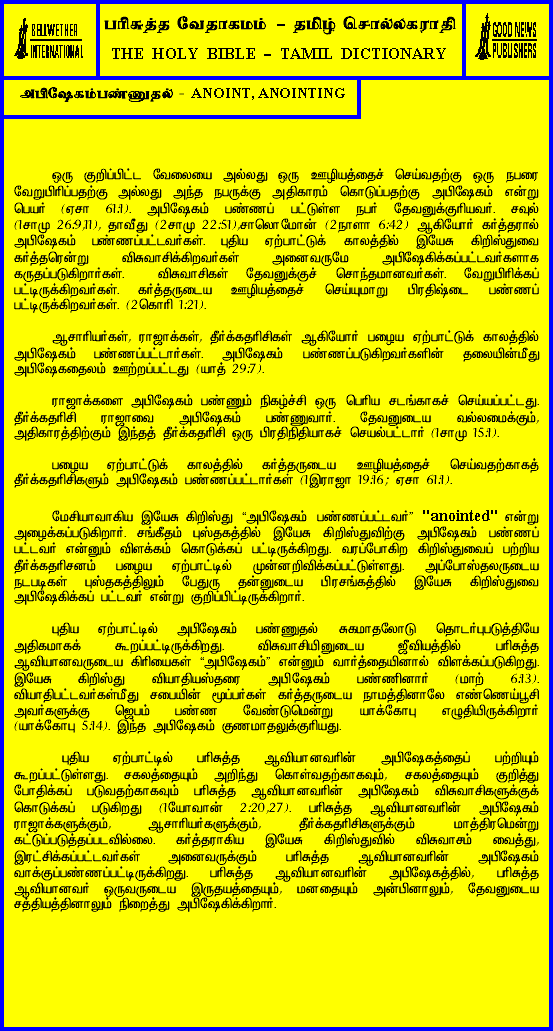 BELLWETHER
INTERNATIONAL
பரிசுத்த வேதாகமம் – தமிழ் சொல்லகராதி
THE HOLY BIBLE – TAMIL DICTIONARY
GOOD NEWS
PUBLISHERS
அபிஷேகம்பண்ணுதல் - ANOINT, ANOINTING
ஒரு குறிப்பிட்ட வேலையை அல்லது ஒரு ஊழியத்தைச் செய்வதற்கு ஒரு நபரை
வேறுபிரிப்பதற்கு அல்லது அந்த நபருக்கு அதிகாரம் கொடுப்பதற்கு அபிஷேகம் என்று
பெயர் (ஏசா 61:1). அபிஷேகம் பண்ணப் பட்டுள்ள நபர் தேவனுக்குரியவர். சவுல்
(1சாமு 26:9,11), தாவீது (2சாமு 22:51),சாலொமோன் (2நாளா 6:42) ஆகியோர் கர்த்தரால்
அபிஷேகம் பண்ணப்பட்டவர்கள். புதிய ஏற்பாட்டுக் காலத்தில் இயேசு கிறிஸ்துவை
கர்த்தரென்று விசுவாசிக்கிறவர்கள் அனைவருமே அபிஷேகிக்கப்பட்டவர்களாக
கருதப்படுகிறார்கள். விசுவாசிகள் தேவனுக்குச் சொந்தமானவர்கள். வேறுபிரிக்கப்
பட்டிருக்கிறவர்கள். கர்த்தருடைய ஊழியத்தைச் செய்யுமாறு பிரதிஷ்டை பண்ணப்
பட்டிருக்கிறவர்கள். (2கொரி 1:21).
ஆசாரியர்கள், ராஜாக்கள், தீர்க்கதரிசிகள் ஆகியோர் பழைய ஏற்பாட்டுக் காலத்தில்
அபிஷேகம் பண்ணப்பட்டார்கள். அபிஷேகம் பண்ணப்படுகிறவர்களின் தலையின்மீது
அபிஷேகதைலம் ஊற்றப்பட்டது (யாத் 29:7).
ராஜாக்களை அபிஷேகம் பண்ணும் நிகழ்ச்சி ஒரு பெரிய சடங்காகச் செய்யப்பட்டது.
தீர்க்கதரிசி ராஜாவை அபிஷேகம் பண்ணுவார். தேவனுடைய வல்லமைக்கும்,
அதிகாரத்திற்கும் இந்தத் தீர்க்கதரிசி ஒரு பிரதிநிதியாகச் செயல்பட்டார் (1சாமு 15:1).
பழைய ஏற்பாட்டுக் காலத்தில் கர்த்தருடைய ஊழியத்தைச் செய்வதற்காகத்
தீர்க்கதரிசிகளும் அபிஷேகம் பண்ணப்பட்டார்கள் (1இராஜா 19:16; ஏசா 61:1).
மேசியாவாகிய இயேசு கிறிஸ்து “அபிஷேகம் பண்ணப்பட்டவர்” "anointed" என்று
அழைக்கப்படுகிறார். சங்கீதம் புஸ்தகத்தில் இயேசு கிறிஸ்துவிற்கு அபிஷேகம் பண்ணப்
பட்டவர் என்னும் விளக்கம் கொடுக்கப் பட்டிருக்கிறது. வரப்போகிற கிறிஸ்துவைப் பற்றிய
தீர்க்கதரிசனம் பழைய ஏற்பாட்டில் முன்னறிவிக்கப்பட்டுள்ளது. அப்போஸ்தலருடைய
நடபடிகள் புஸ்தகத்திலும் பேதுரு தன்னுடைய பிரசங்கத்தில் இயேசு கிறிஸ்துவை
அபிஷேகிக்கப் பட்டவர் என்று குறிப்பிட்டிருக்கிறார்.
புதிய ஏற்பாட்டில் அபிஷேகம் பண்ணுதல் சுகமாதலோடு தொடர்புபடுத்தியே
அதிகமாகக் கூறப்பட்டிருக்கிறது. விசுவாசியினுடைய ஜீவியத்தில் பரிசுத்த
ஆவியானவருடைய கிரியைகள் “அபிஷேகம்” என்னும் வார்த்தையினால் விளக்கப்படுகிறது.
இயேசு கிறிஸ்து வியாதியஸ்தரை அபிஷேகம் பண்ணினார் (மாற் 6:13).
வியாதிபட்டவர்கள்மீது சபையின் மூப்பர்கள் கர்த்தருடைய நாமத்தினாலே எண்ணெய்பூசி
அவர்களுக்கு ஜெபம் பண்ண வேண்டுமென்று யாக்கோபு எழுதியிருக்கிறார்
(யாக்கோபு 5:14). இந்த அபிஷேகம் குணமாதலுக்குரியது.
புதிய ஏற்பாட்டில் பரிசுத்த ஆவியானவரின் அபிஷேகத்தைப் பற்றியும்
கூறப்பட்டுள்ளது. சகலத்தையும் அறிந்து கொள்வதற்காகவும், சகலத்தையும் குறித்து
போதிக்கப் படுவதற்காகவும் பரிசுத்த ஆவியானவரின் அபிஷேகம் விசுவாசிகளுக்குக்
கொடுக்கப் படுகிறது (1யோவான் 2:20,27). பரிசுத்த ஆவியானவரின் அபிஷேகம்
ராஜாக்களுக்கும், ஆசாரியர்களுக்கும், தீர்க்கதரிசிகளுக்கும் மாத்திரமென்று
கட்டுப்படுத்தப்படவில்லை. கர்த்தராகிய இயேசு கிறிஸ்துவில் விசுவாசம் வைத்து,
இரட்சிக்கப்பட்டவர்கள் அனைவருக்கும் பரிசுத்த ஆவியானவரின் அபிஷேகம்
வாக்குப்பண்ணப்பட்டிருக்கிறது. பரிசுத்த ஆவியானவரின் அபிஷேகத்தில், பரிசுத்த
ஆவியானவர் ஒருவருடைய இருதயத்தையும், மனதையும் அன்பினாலும், தேவனுடைய
சத்தியத்தினாலும் நிறைத்து அபிஷேகிக்கிறார்.